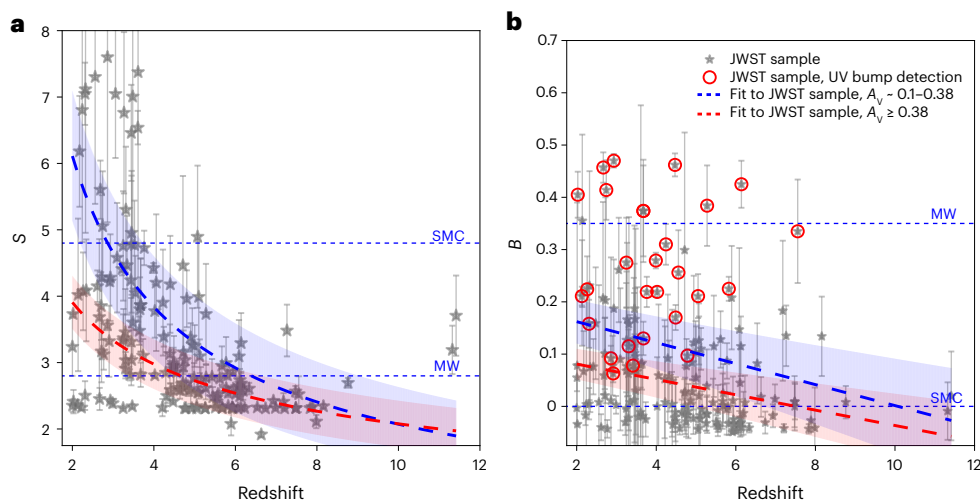 a
8
7
6
5
4
3
2
S
SMC
MW
2
4
6
8
10
12
Redshift
b
0.7
0.6
0.5
0.4
0.3
0.2
0.1
0
B
JWST sample
JWST sample, UV bump detection
Fit to JWST sample, AV ~ 0.1–0.38
Fit to JWST sample, AV ≥ 0.38
MW
SMC
2
4
6
8
10
12
Redshift